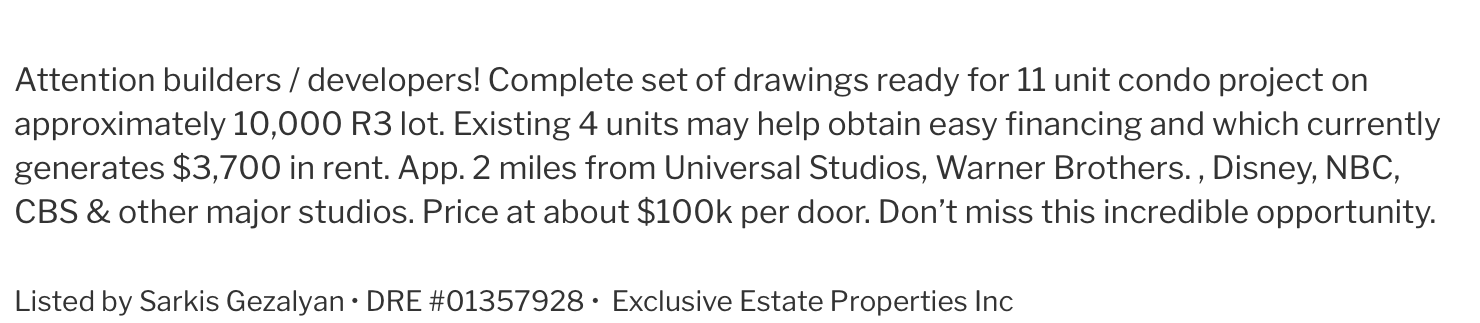 Attention builders / developers! Complete set of drawings ready for 11 unit condo project on
approximately 10,000 R3 lot. Existing 4 units may help obtain easy financing and which currently
generates $3,700 in rent. App. 2 miles from Universal Studios, Warner Brothers. , Disney, NBC,
CBS & other major studios. Price at about $100k per door. Don’t miss this incredible opportunity.
Listed by Sarkis Gezalyan • DRE #01357928 • Exclusive Estate Properties Inc